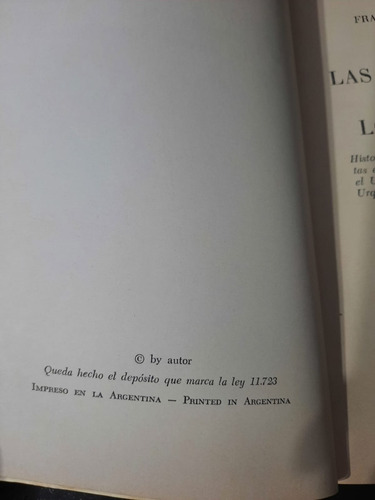 © by autor
Queda hecho el depósito que marca la ley 11.723
Impreso en la Argentina — Printed in Argentina
FRA
LAS
L
Histo
tas
el U
Urq